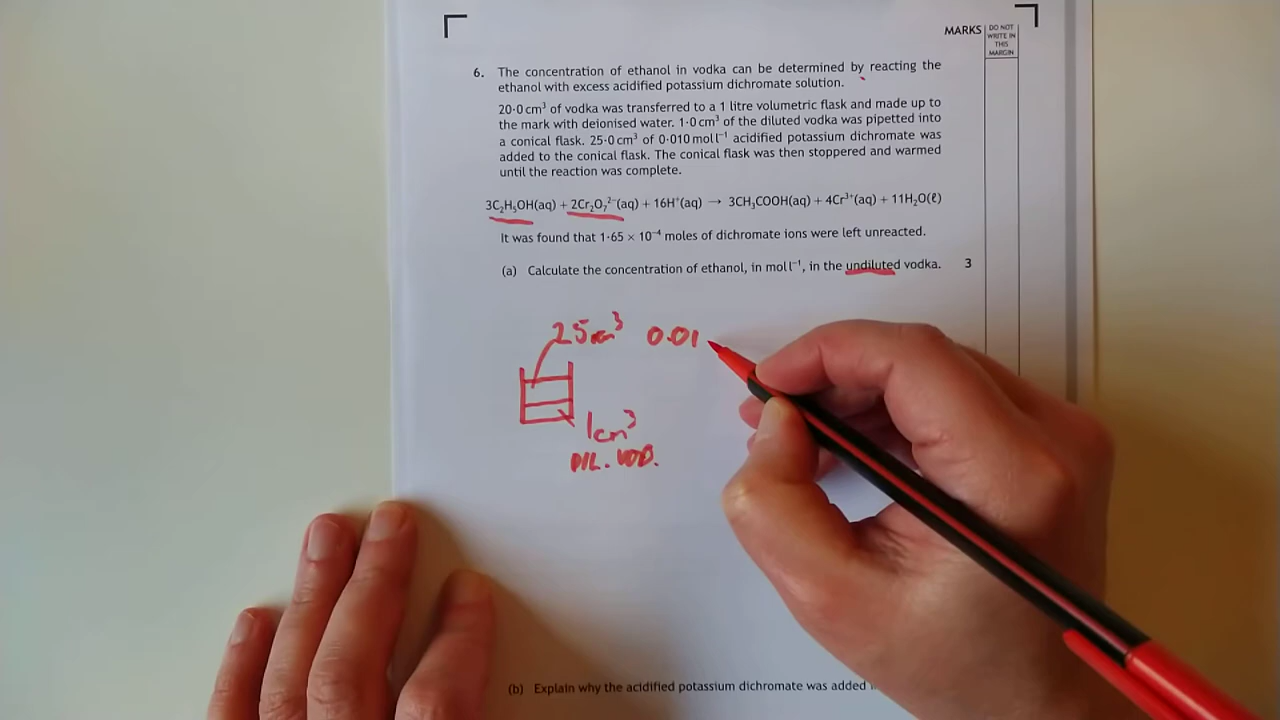 MARKS
DO NOT
WRITE IN
THIS
MARGIN
6. The concentration of ethanol in vodka can be determined by reacting the
ethanol with excess acidified potassium dichromate solution.
20·0 cm³ of vodka was transferred to a 1 litre volumetric flask and made up to
the mark with deionised water. 1·0 cm³ of the diluted vodka was pipetted into
a conical flask. 25·0 cm³ of 0·010 mol l⁻¹ acidified potassium dichromate was
added to the conical flask. The conical flask was then stoppered and warmed
until the reaction was complete.
3C₂H₅OH(aq) + 2Cr₂O₇²⁻(aq) + 16H⁺(aq) → 3CH₃COOH(aq) + 4Cr³⁺(aq) + 11H₂O(ℓ)
It was found that 1·65 × 10⁻⁴ moles of dichromate ions were left unreacted.
(a) Calculate the concentration of ethanol, in mol l⁻¹, in the undiluted vodka. 3
25cm³ 0.01
1cm³
DIL. VOD.
(b) Explain why the acidified potassium dichromate was added